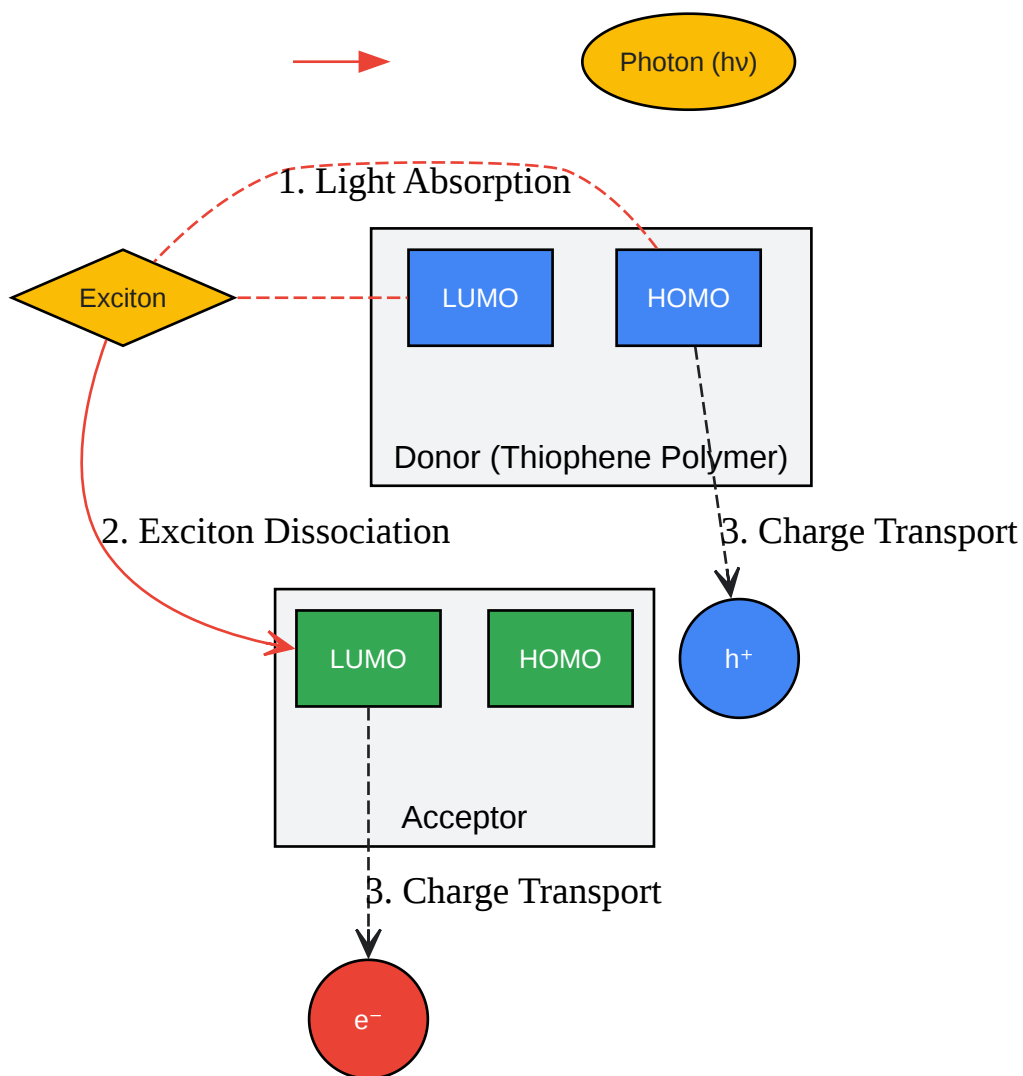 Photon (hν)
1. Light Absorption
Exciton
LUMO
HOMO
Donor (Thiophene Polymer)
2. Exciton Dissociation
3. Charge Transport
LUMO
HOMO
h⁺
Acceptor
3. Charge Transport
e⁻